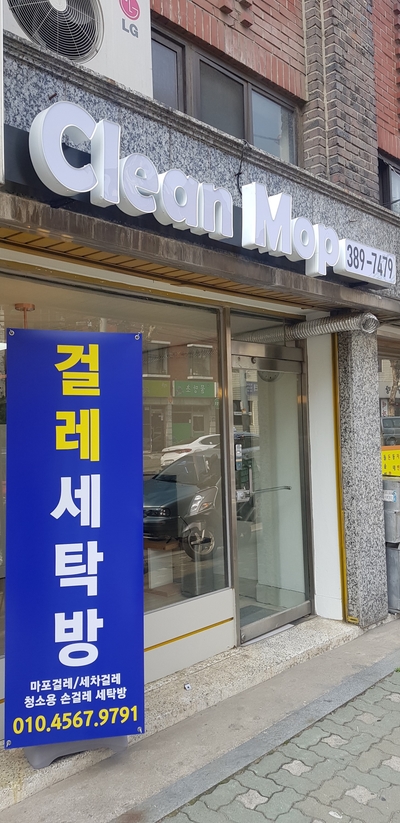 LG
Clean Mop
389-7479
걸레세탁방
마포걸레/세차걸레
청소용 손걸레 세탁방
010.4567.9791